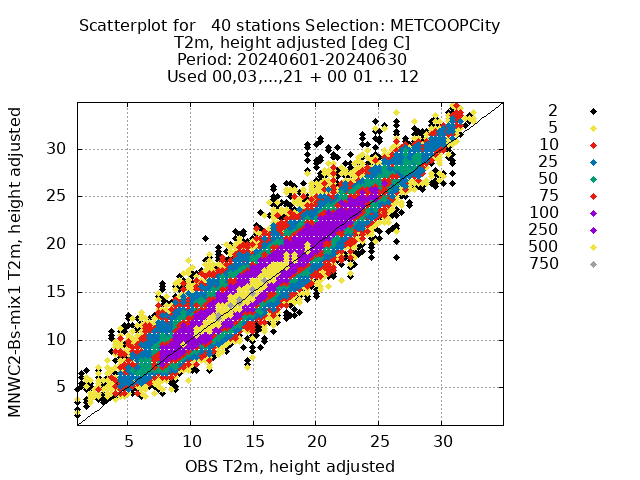 Scatterplot for   40 stations Selection: METCOOPCity
T2m, height adjusted [deg C]
Period: 20240601-20240630
Used 00,03,...,21 + 00 01 ... 12
MNWC2-Bs-mix1 T2m, height adjusted
30
25
20
15
10
5
5 10 15 20 25 30
OBS T2m, height adjusted
2
5
10
25
50
75
100
250
500
750